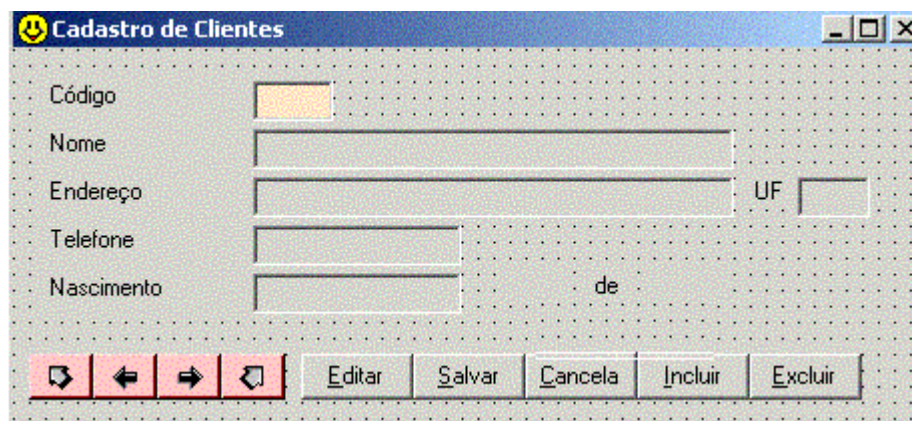 Cadastro de Clientes
Código
Nome
Endereço UF
Telefone
Nascimento de
Editar Salvar Cancela Incluir Excluir